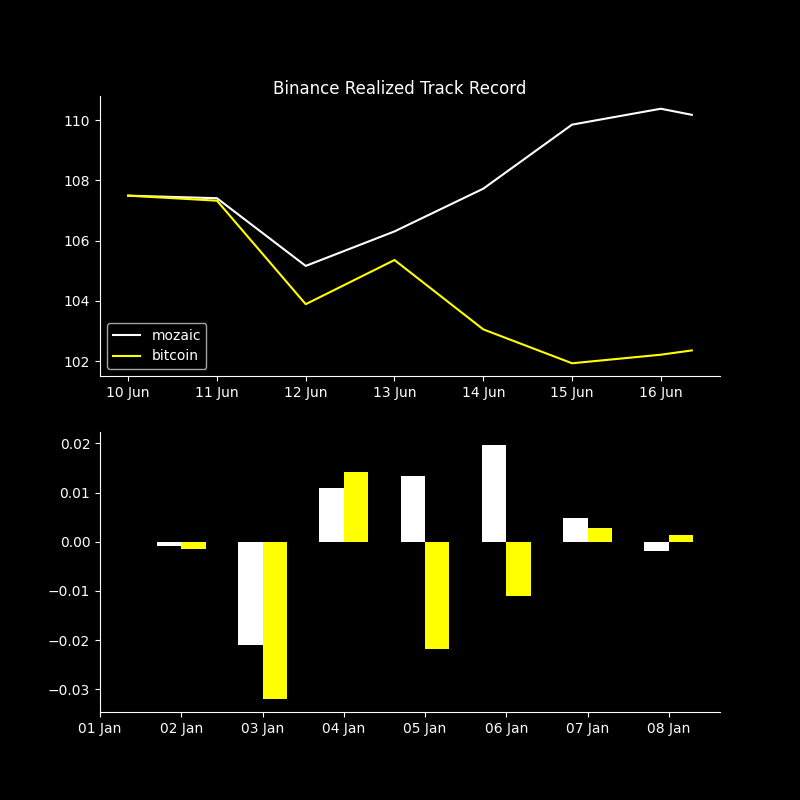 Binance Realized Track Record
110
108
106
104
102
mozaic
bitcoin
10 Jun 11 Jun 12 Jun 13 Jun 14 Jun 15 Jun 16 Jun
0.02
0.01
0.00
−0.01
−0.02
−0.03
01 Jan 02 Jan 03 Jan 04 Jan 05 Jan 06 Jan 07 Jan 08 Jan